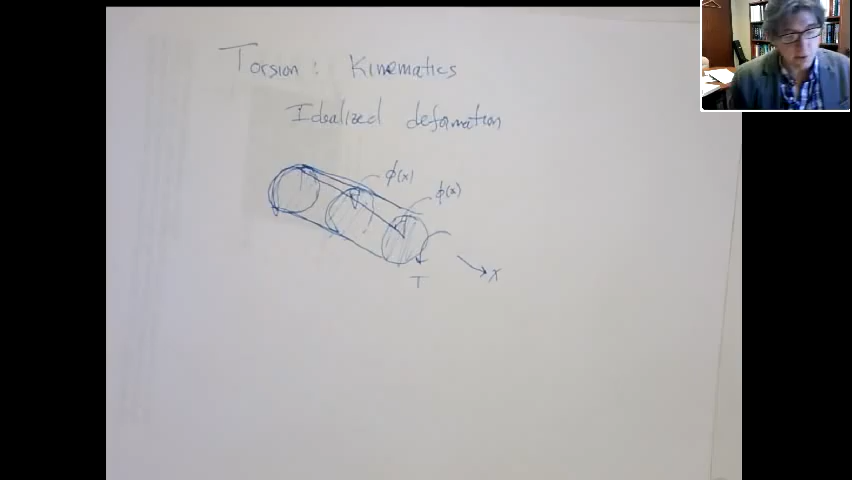 Torsion: Kinematics
Idealized deformation
ϕ(x)
ϕ(x)
T
x